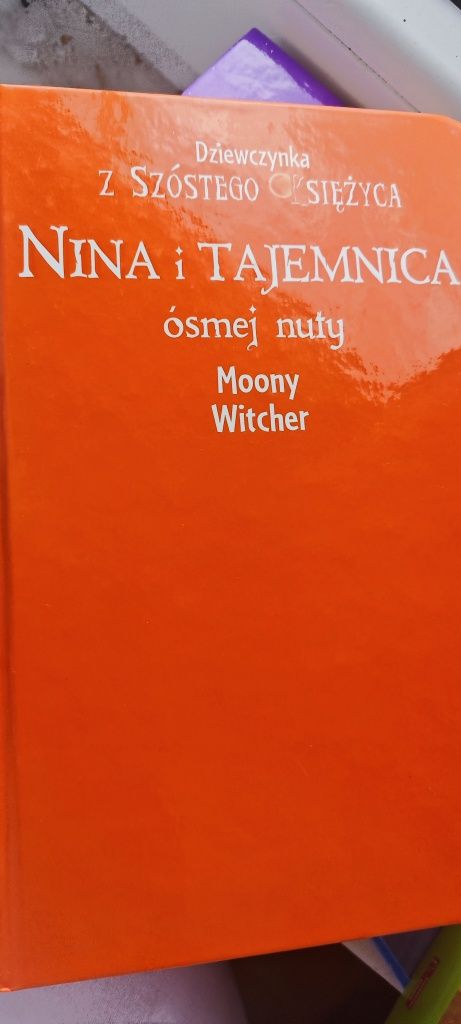 Dziewczynka
z Szóstego Księżyca
Nina i Tajemnica
ósmej nuty
Moony
Witcher